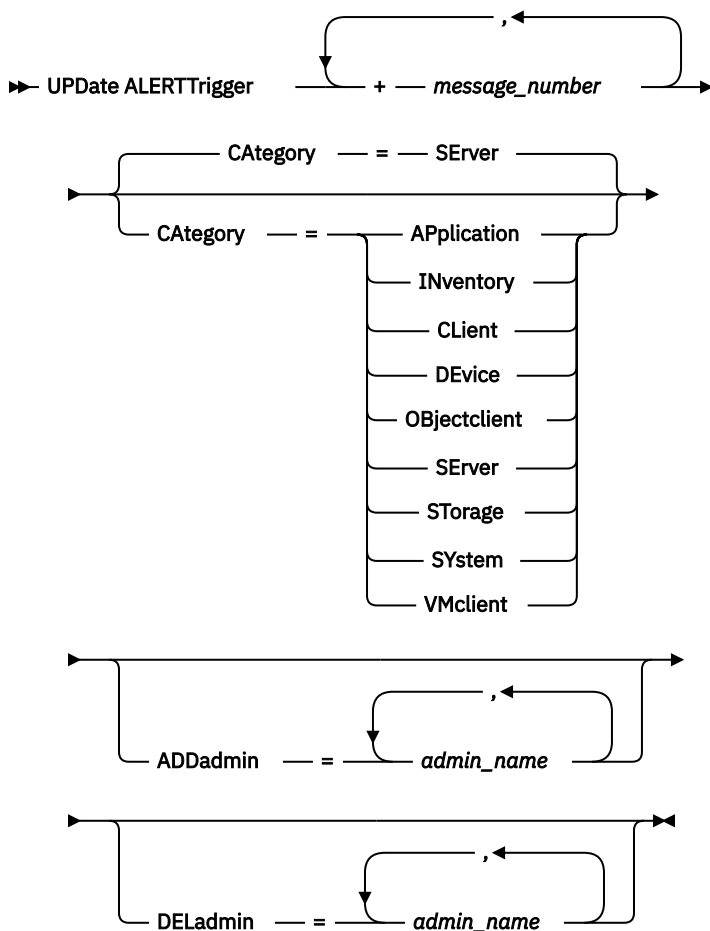 ,
UPDate ALERTTrigger + message_number
CAtegory = SErver
CAtegory = APplication
INventory
CLient
DEvice
OBjectclient
SErver
STorage
SYstem
VMclient
,
ADDadmin = admin_name
,
DELadmin = admin_name